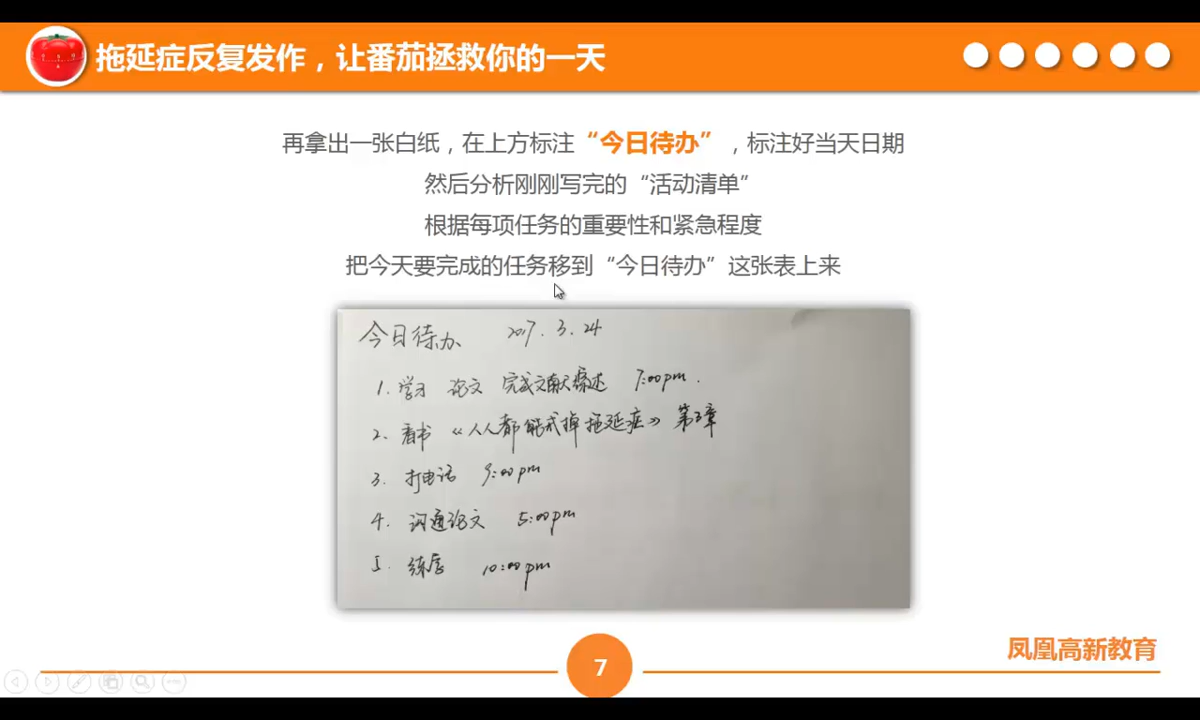 拖延症反复发作，让番茄拯救你的一天
再拿出一张白纸，在上方标注“今日待办”，标注好当天日期
然后分析刚刚写完的“活动清单”
根据每项任务的重要性和紧急程度
把今天要完成的任务移到“今日待办”这张表上来
今日待办 2017.3.24
1. 学习 论文 完成文献综述 7:00pm.
2. 看书《人人都能戒掉拖延症》第3章
3. 打电话 9:00pm
4. 沟通论文 5:00pm
5. 练 10:00pm
7
凤凰高新教育